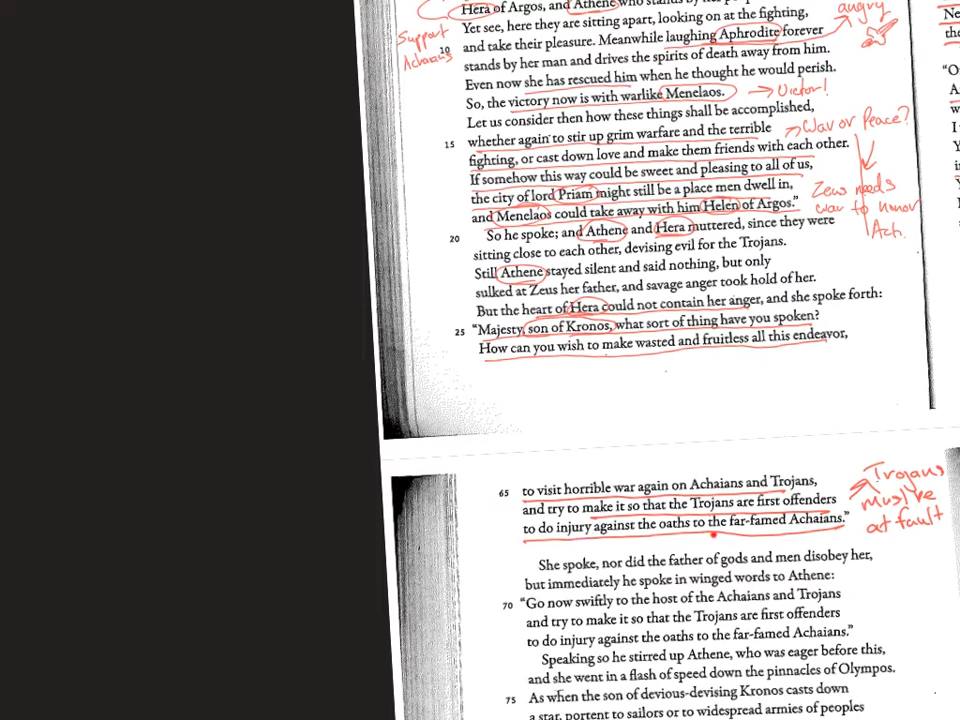 Hera of Argos, and Athene who stands by her
Yet see, here they are sitting apart, looking on at the fighting,
angry
Support
Achaians
10 and take their pleasure. Meanwhile laughing Aphrodite forever
stands by her man and drives the spirits of death away from him.
Even now she has rescued him when he thought he would perish.
So, the victory now is with warlike Menelaos.
→ Victor!
Let us consider then how these things shall be accomplished,
15 whether again to stir up grim warfare and the terrible
→ War or Peace?
fighting, or cast down love and make them friends with each other.
If somehow this way could be sweet and pleasing to all of us,
the city of lord Priam might still be a place men dwell in,
and Menelaos could take away with him Helen of Argos."
Zeus needs
war to honor
Ach.
20 So he spoke; and Athene and Hera muttered, since they were
sitting close to each other, devising evil for the Trojans.
Still Athene stayed silent and said nothing, but only
sulked at Zeus her father, and savage anger took hold of her.
But the heart of Hera could not contain her anger, and she spoke forth:
25 "Majesty, son of Kronos, what sort of thing have you spoken?
How can you wish to make wasted and fruitless all this endeavor,
65 to visit horrible war again on Achaians and Trojans,
and try to make it so that the Trojans are first offenders
to do injury against the oaths to the far-famed Achaians."
Trojans
must be
at fault
She spoke, nor did the father of gods and men disobey her,
but immediately he spoke in winged words to Athene:
70 "Go now swiftly to the host of the Achaians and Trojans
and try to make it so that the Trojans are first offenders
to do injury against the oaths to the far-famed Achaians."
Speaking so he stirred up Athene, who was eager before this,
and she went in a flash of speed down the pinnacles of Olympos.
75 As when the son of devious-devising Kronos casts down
a star, portent to sailors or to widespread armies of peoples
Ne
the
"O
A
w
I
Y